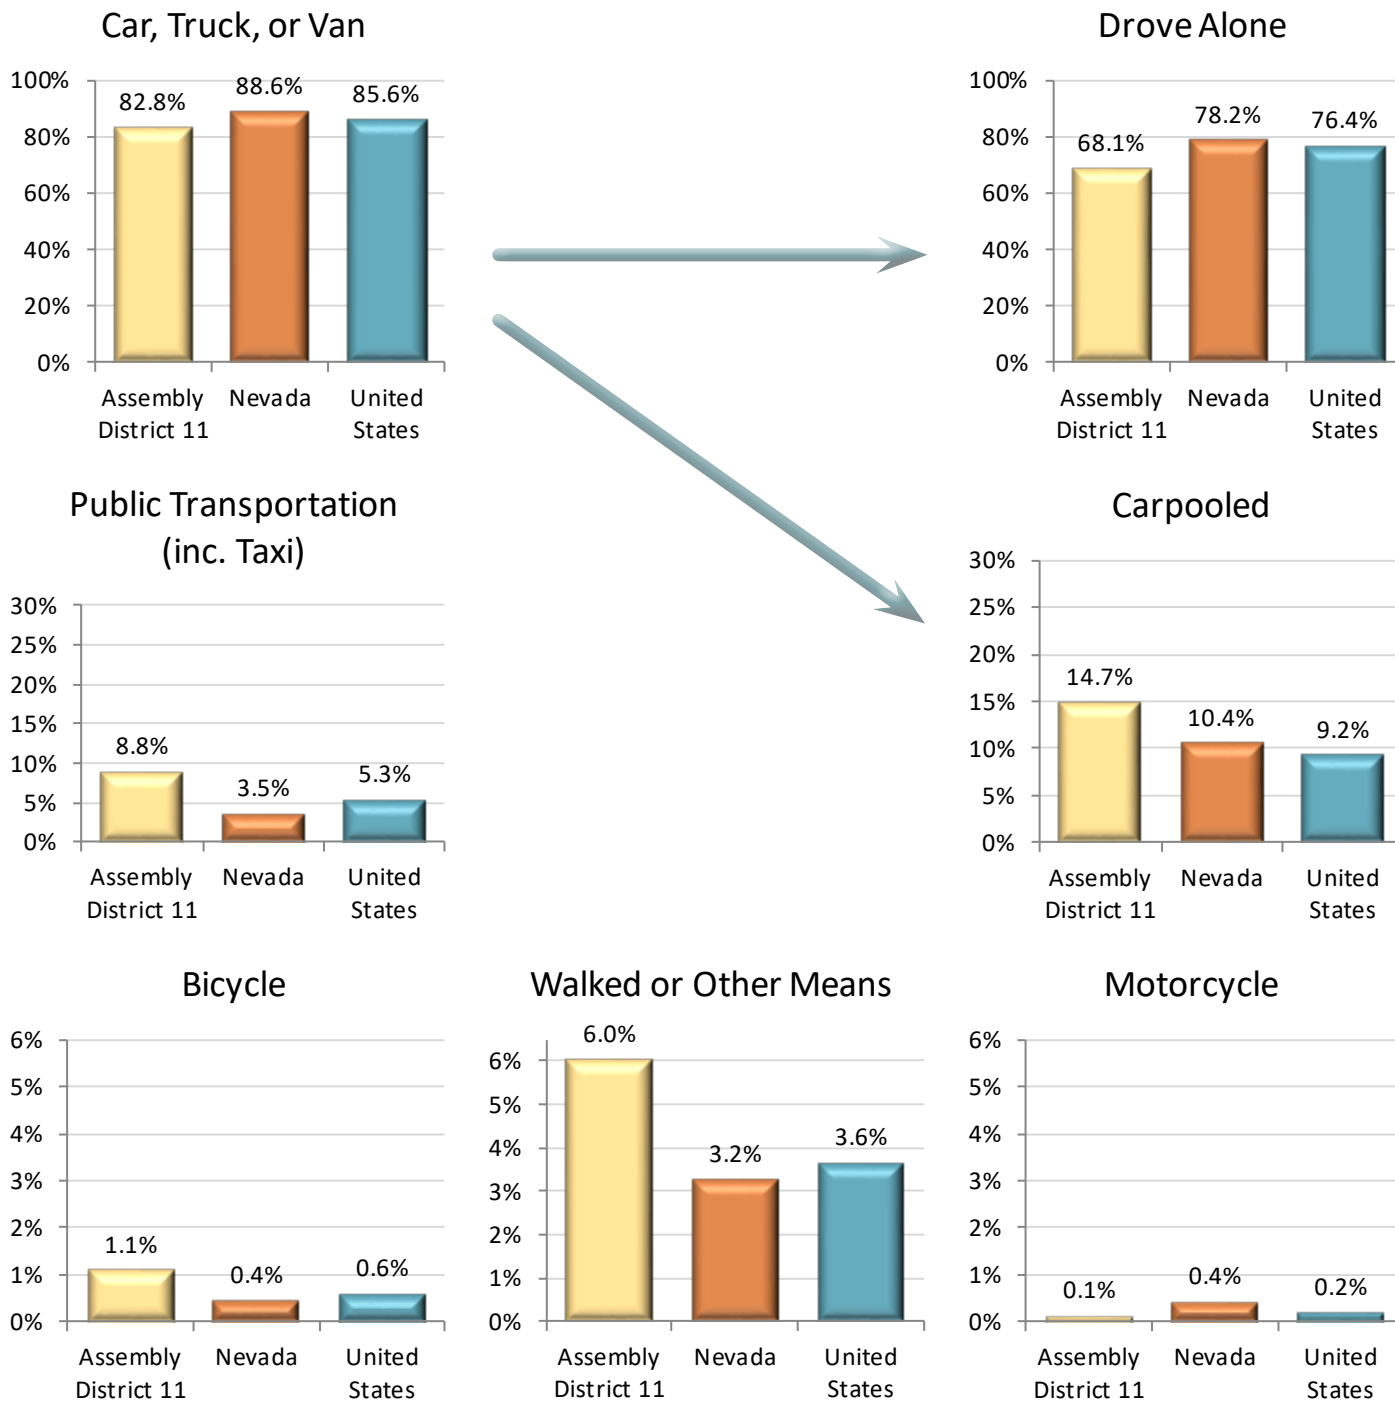 Car, Truck, or Van
100%
80%
60%
40%
20%
0%
82.8%
88.6%
85.6%
Assembly
District 11
Nevada
United
States
Drove Alone
100%
80%
60%
40%
20%
0%
68.1%
78.2%
76.4%
Assembly
District 11
Nevada
United
States
Public Transportation
(inc. Taxi)
30%
25%
20%
15%
10%
5%
0%
8.8%
3.5%
5.3%
Assembly
District 11
Nevada
United
States
Carpooled
30%
25%
20%
15%
10%
5%
0%
14.7%
10.4%
9.2%
Assembly
District 11
Nevada
United
States
Bicycle
6%
5%
4%
3%
2%
1%
0%
1.1%
0.4%
0.6%
Assembly
District 11
Nevada
United
States
Walked or Other Means
6%
5%
4%
3%
2%
1%
0%
6.0%
3.2%
3.6%
Assembly
District 11
Nevada
United
States
Motorcycle
6%
5%
4%
3%
2%
1%
0%
0.1%
0.4%
0.2%
Assembly
District 11
Nevada
United
States